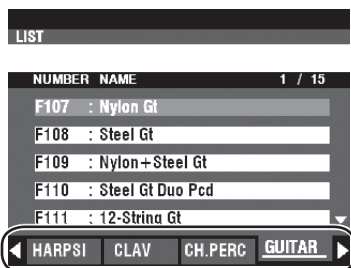 LIST
NUMBER NAME 1 / 15
F107 : Nylon Gt
F108 : Steel Gt
F109 : Nylon+Steel Gt
F110 : Steel Gt Duo Pcd
F111 : 12-String Gt
HARPSI CLAV CH.PERC GUITAR